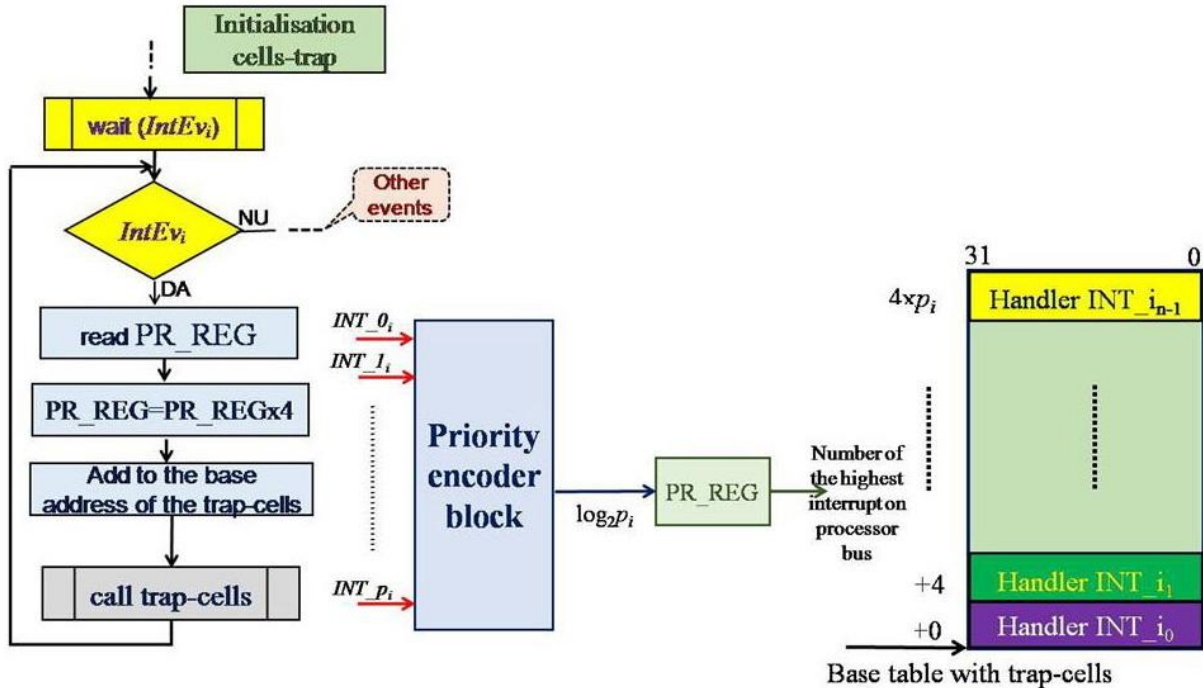 Initialisation
cells-trap
wait (IntEvᵢ)
Other
events
IntEvᵢ
NU
DA
read PR_REG
PR_REG=PR_REGx4
Add to the base
address of the trap-cells
call trap-cells
INT_0ᵢ
INT_1ᵢ
INT_pᵢ
Priority
encoder
block
log₂pᵢ
PR_REG
Number of
the highest
interrupt on
processor
bus
31 0
4×pᵢ
Handler INT_iₙ₋₁
+4
Handler INT_i₁
+0
Handler INT_i₀
Base table with trap-cells